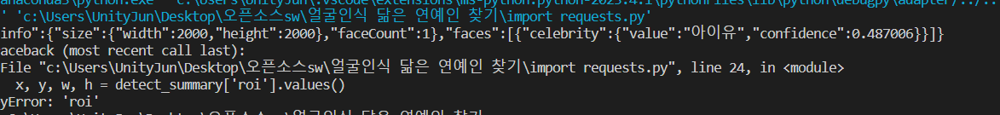 anaconda3\python.exe' 'c:\Users\UnityJun\.vscode\extensions\ms-python.python-2023.4.1\pythonFiles\lib\python\debugpy\adapter/../..
' 'c:\Users\UnityJun\Desktop\오픈소스sw\얼굴인식 닮은 연예인 찾기\import requests.py'
info":{"size":{"width":2000,"height":2000},"faceCount":1},"faces":[{"celebrity":{"value":"아이유","confidence":0.487006}}]}
aceback (most recent call last):
File "c:\Users\UnityJun\Desktop\오픈소스sw\얼굴인식 닮은 연예인 찾기\import requests.py", line 24, in <module>
x, y, w, h = detect_summary['roi'].values()
yError: 'roi'